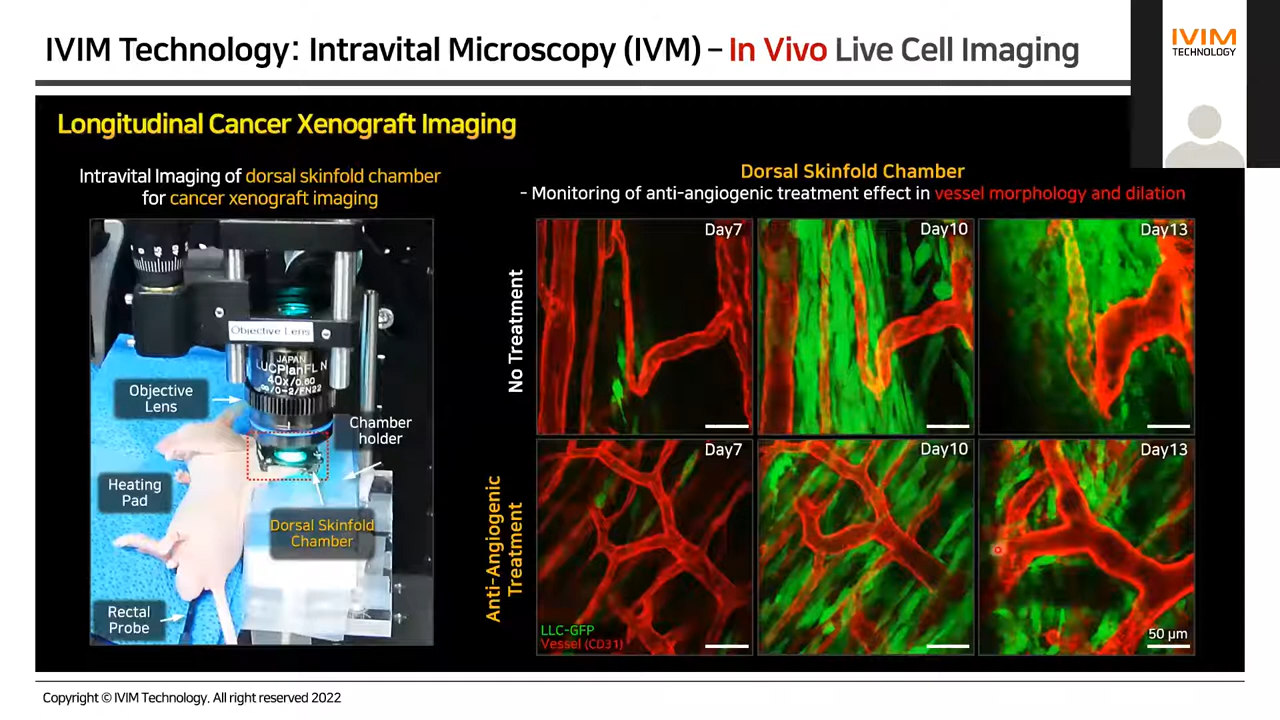 IVIM Technology: Intravital Microscopy (IVM) – In Vivo Live Cell Imaging
IVIM
TECHNOLOGY
Longitudinal Cancer Xenograft Imaging
Intravital Imaging of dorsal skinfold chamber
for cancer xenograft imaging
Objective Lens
JAPAN
LUCPlanFL N
40x/0.60
∞/0-2/FN22
Objective
Lens
Chamber
holder
Heating
Pad
Dorsal Skinfold
Chamber
Rectal
Probe
Dorsal Skinfold Chamber
- Monitoring of anti-angiogenic treatment effect in vessel morphology and dilation
No Treatment
Day7
Day10
Day13
Anti-Angiogenic
Treatment
Day7
Day10
Day13
LLC-GFP
Vessel (CD31)
50 µm
Copyright © IVIM Technology. All right reserved 2022